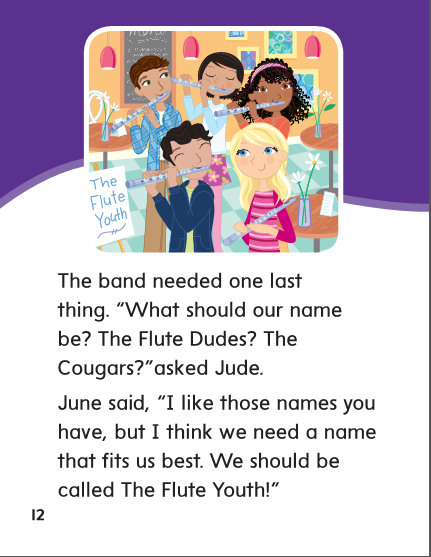 Menu
The
Flute
Youth
The band needed one last
thing. “What should our name
be? The Flute Dudes? The
Cougars?”asked Jude.
June said, “I like those names you
have, but I think we need a name
that fits us best. We should be
called The Flute Youth!”
12